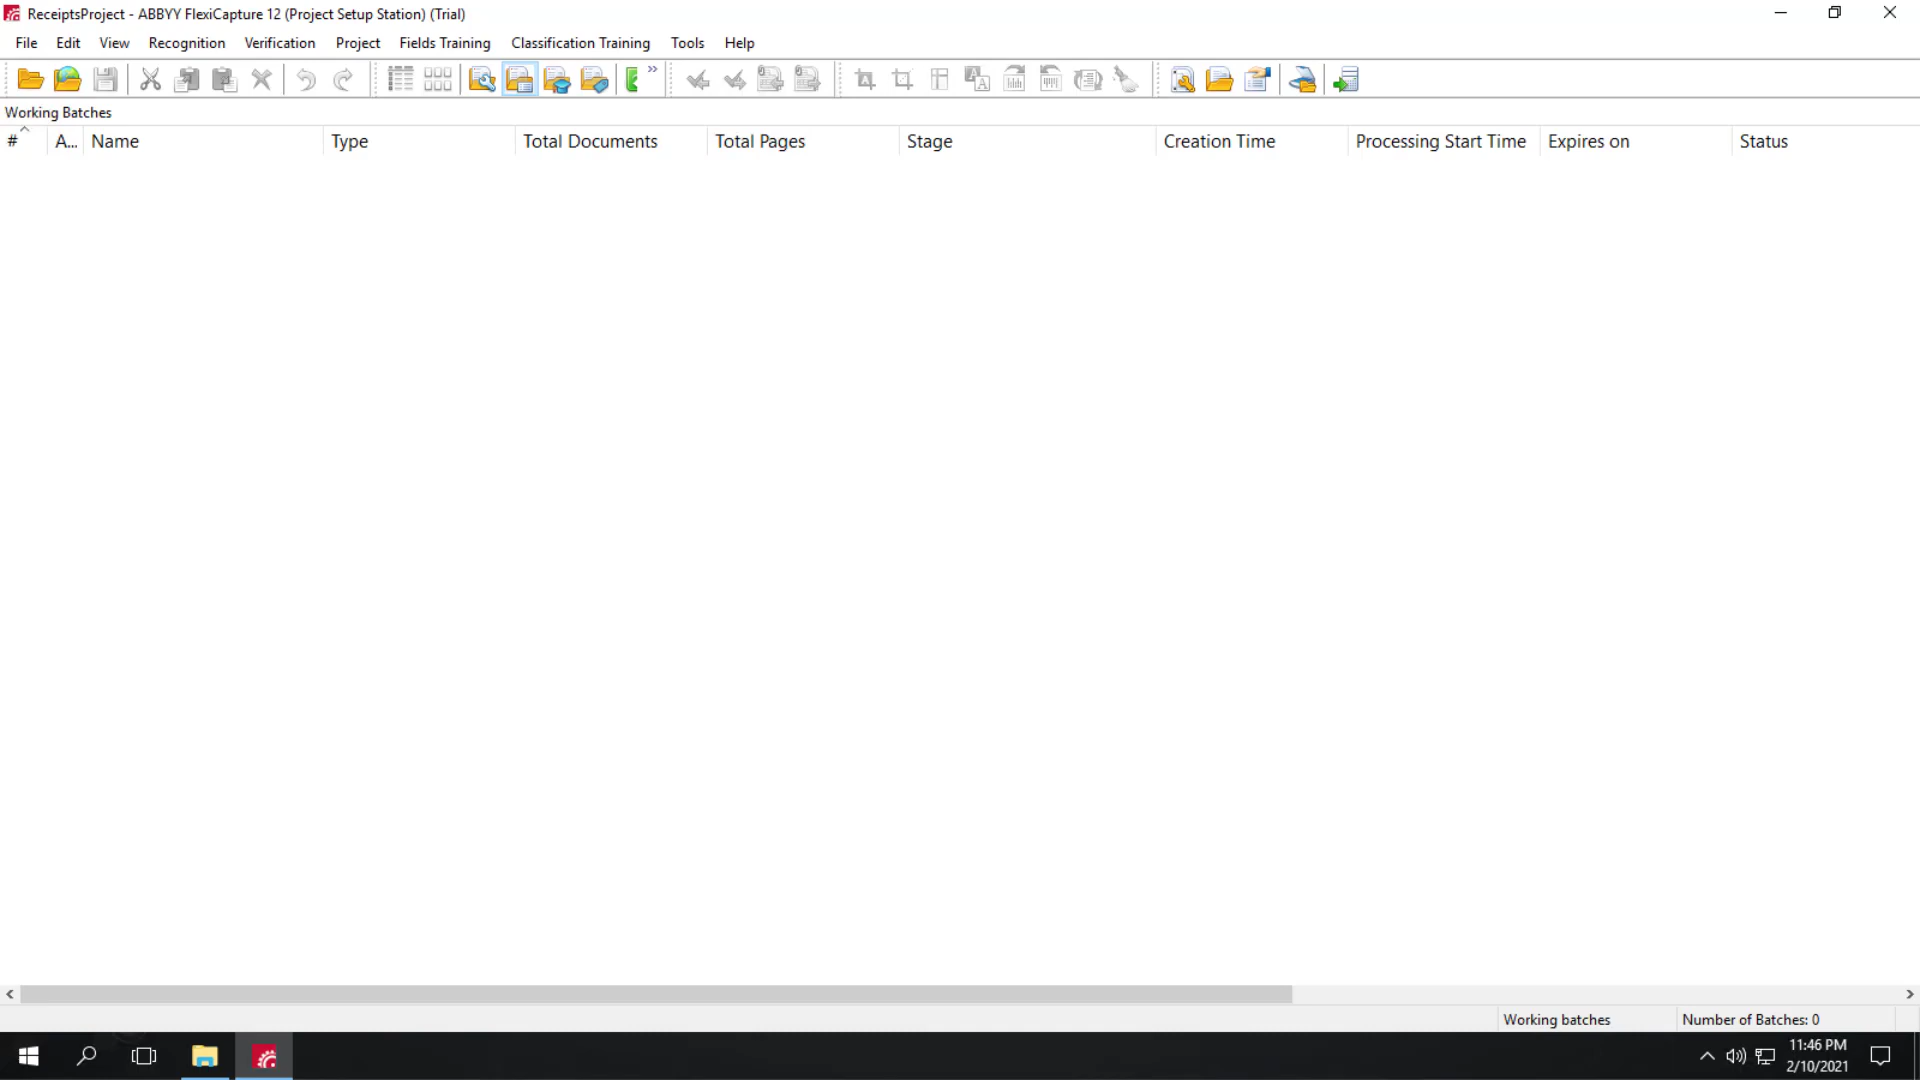 ReceiptsProject - ABBYY FlexiCapture 12 (Project Setup Station) (Trial)
File Edit View Recognition Verification Project Fields Training Classification Training Tools Help
Working Batches
# A... Name Type Total Documents Total Pages Stage Creation Time Processing Start Time Expires on Status
Working batches Number of Batches: 0
11:46 PM
2/10/2021